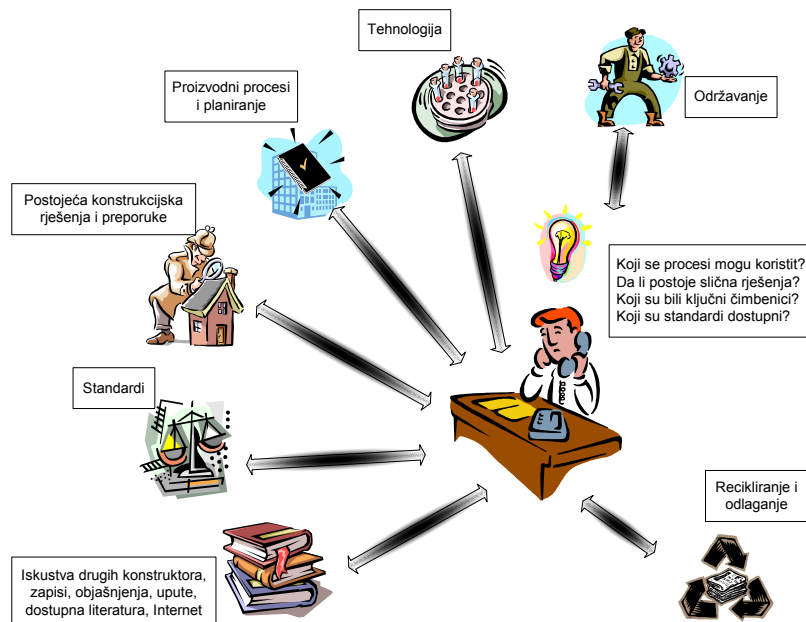 Tehnologija
Održavanje
Proizvodni procesi
i planiranje
Postojeća konstrukcijska
rješenja i preporuke
Koji se procesi mogu koristit?
Da li postoje slična rješenja?
Koji su bili ključni čimbenici?
Koji su standardi dostupni?
Standardi
Recikliranje i
odlaganje
Iskustva drugih konstruktora,
zapisi, objašnjenja, upute,
dostupna literatura, Internet